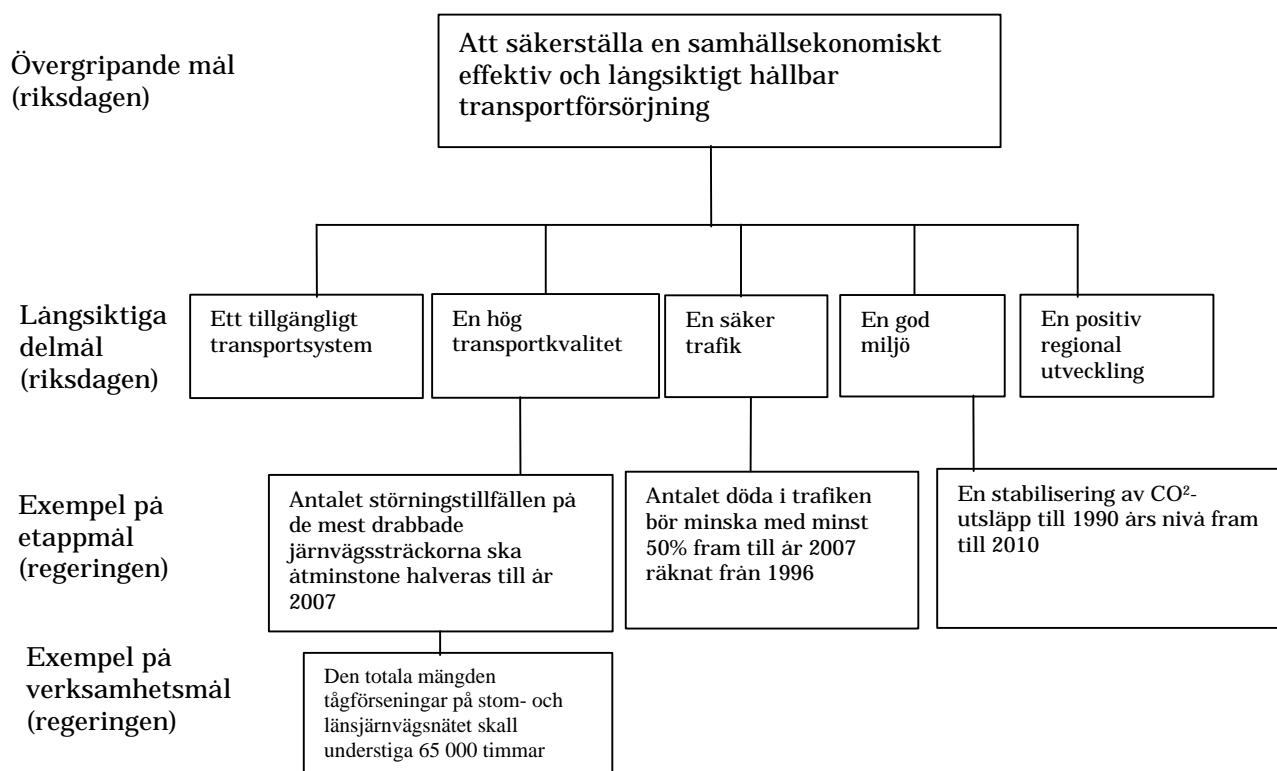 Övergripande mål
(riksdagen)
Att säkerställa en samhällsekonomiskt
effektiv och långsiktigt hållbar
transportförsörjning
Långsiktiga
delmål
(riksdagen)
Ett tillgängligt
transportsystem
En hög
transportkvalitet
En säker
trafik
En god
miljö
En positiv
regional
utveckling
Exempel på
etappmål
(regeringen)
Antalet störningstillfällen på
de mest drabbade
järnvägssträckorna ska
åtminstone halveras till år
2007
Antalet döda i trafiken
bör minska med minst
50% fram till år 2007
räknat från 1996
En stabilisering av CO²-
utsläpp till 1990 års nivå fram
till 2010
Exempel på
verksamhetsmål
(regeringen)
Den totala mängden
tågförseningar på stom- och
länsjärnvägsnätet skall
understiga 65 000 timmar